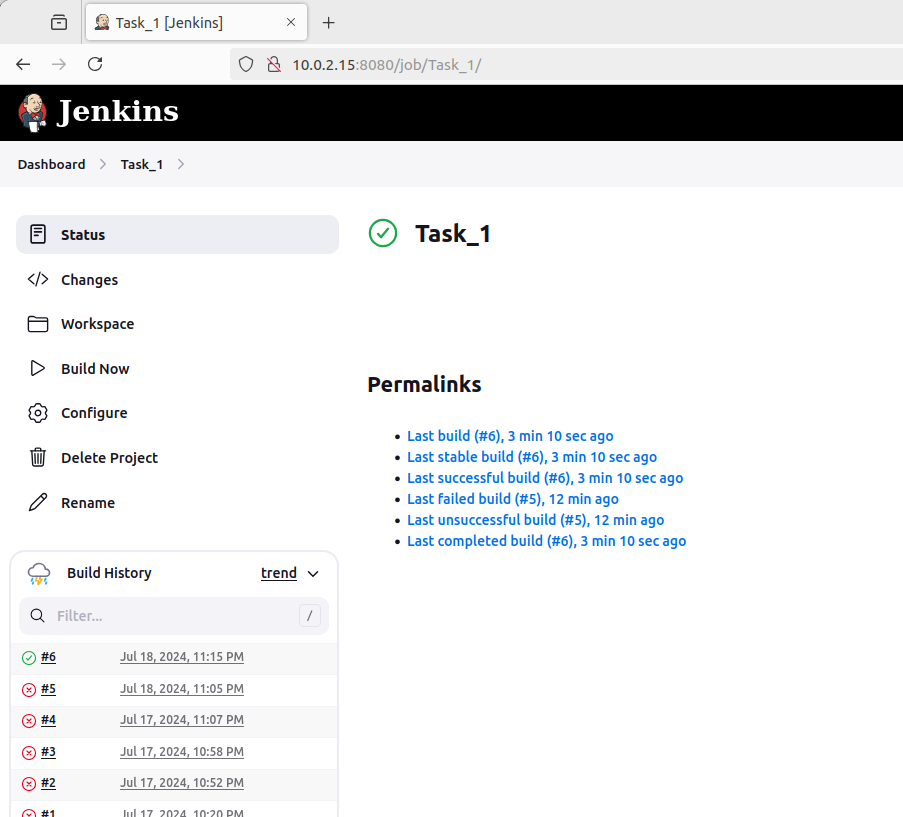 Task_1 [Jenkins]
10.0.2.15:8080/job/Task_1/
Jenkins
Dashboard
Task_1
Status
Changes
Workspace
Build Now
Configure
Delete Project
Rename
Task_1
Permalinks
Last build (#6), 3 min 10 sec ago
Last stable build (#6), 3 min 10 sec ago
Last successful build (#6), 3 min 10 sec ago
Last failed build (#5), 12 min ago
Last unsuccessful build (#5), 12 min ago
Last completed build (#6), 3 min 10 sec ago
Build History trend
Filter... /
#6 Jul 18, 2024, 11:15 PM
#5 Jul 18, 2024, 11:05 PM
#4 Jul 17, 2024, 11:07 PM
#3 Jul 17, 2024, 10:58 PM
#2 Jul 17, 2024, 10:52 PM
#1 Jul 17, 2024, 10:20 PM